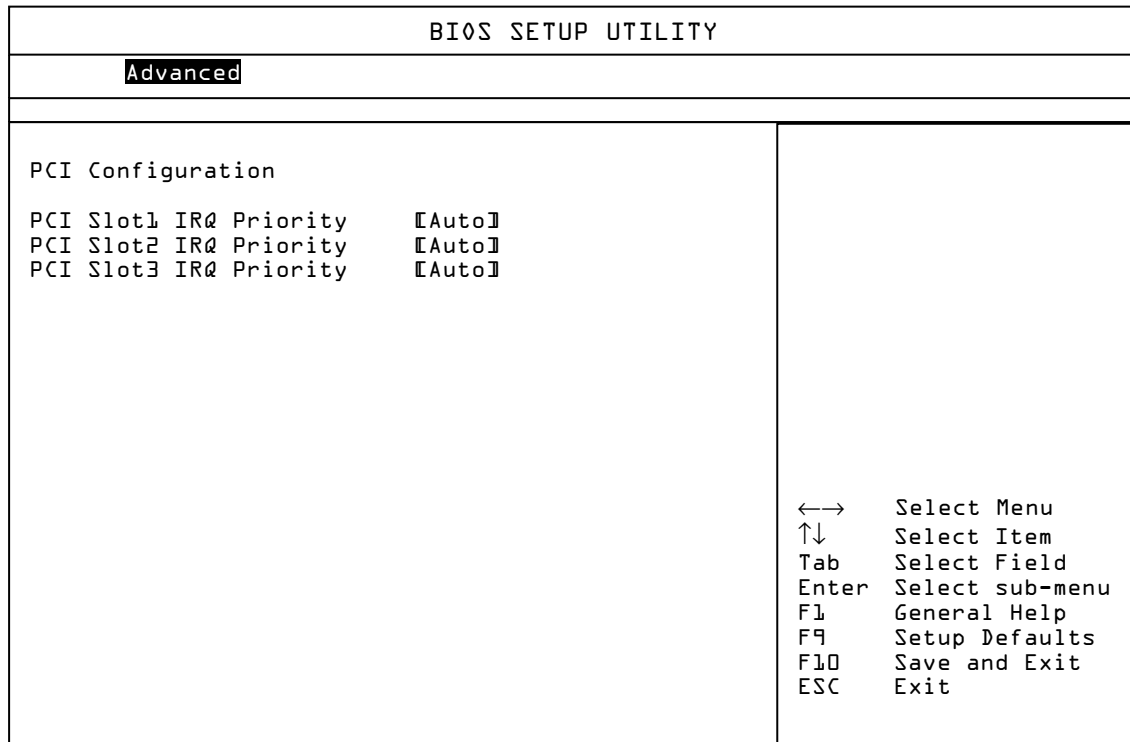 BIOS SETUP UTILITY
Advanced
PCI Configuration
PCI Slot1 IRQ Priority [Auto]
PCI Slot2 IRQ Priority [Auto]
PCI Slot3 IRQ Priority [Auto]
←→ Select Menu
↑↓ Select Item
Tab Select Field
Enter Select sub-menu
F1 General Help
F9 Setup Defaults
F10 Save and Exit
ESC Exit